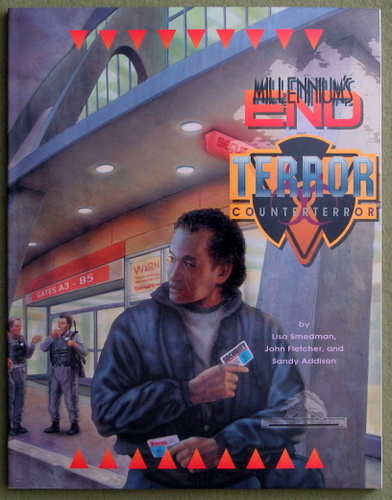 MILLENNIUM'S
END
TERROR
COUNTERTERROR
by
Lisa Smedman,
John Fletcher, and
Sandy Addison
GATES A3 - B5
WARN